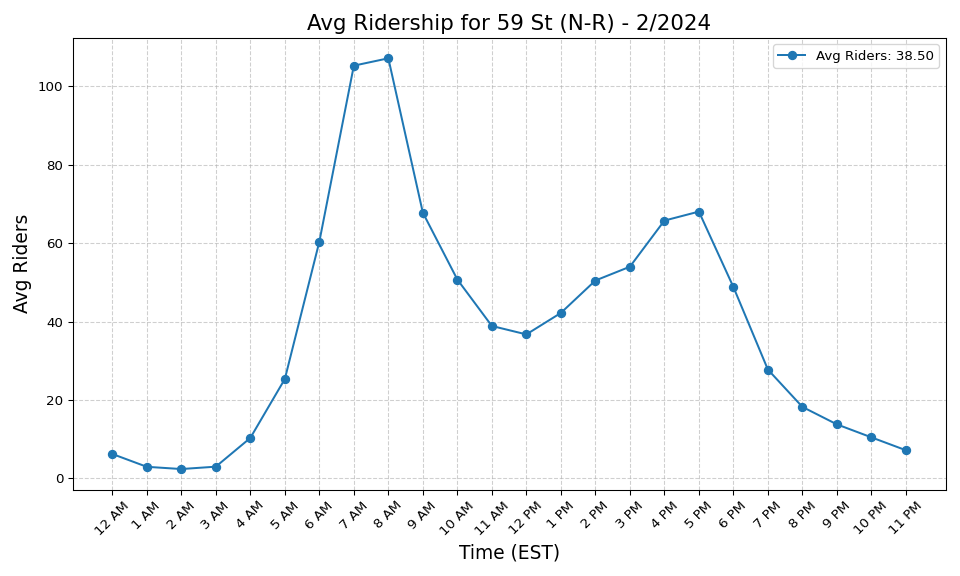 Avg Ridership for 59 St (N-R) - 2/2024
Avg Riders: 38.50
Avg Riders
100
80
60
40
20
0
12 AM
1 AM
2 AM
3 AM
4 AM
5 AM
6 AM
7 AM
8 AM
9 AM
10 AM
11 AM
12 PM
1 PM
2 PM
3 PM
4 PM
5 PM
6 PM
7 PM
8 PM
9 PM
10 PM
11 PM
Time (EST)